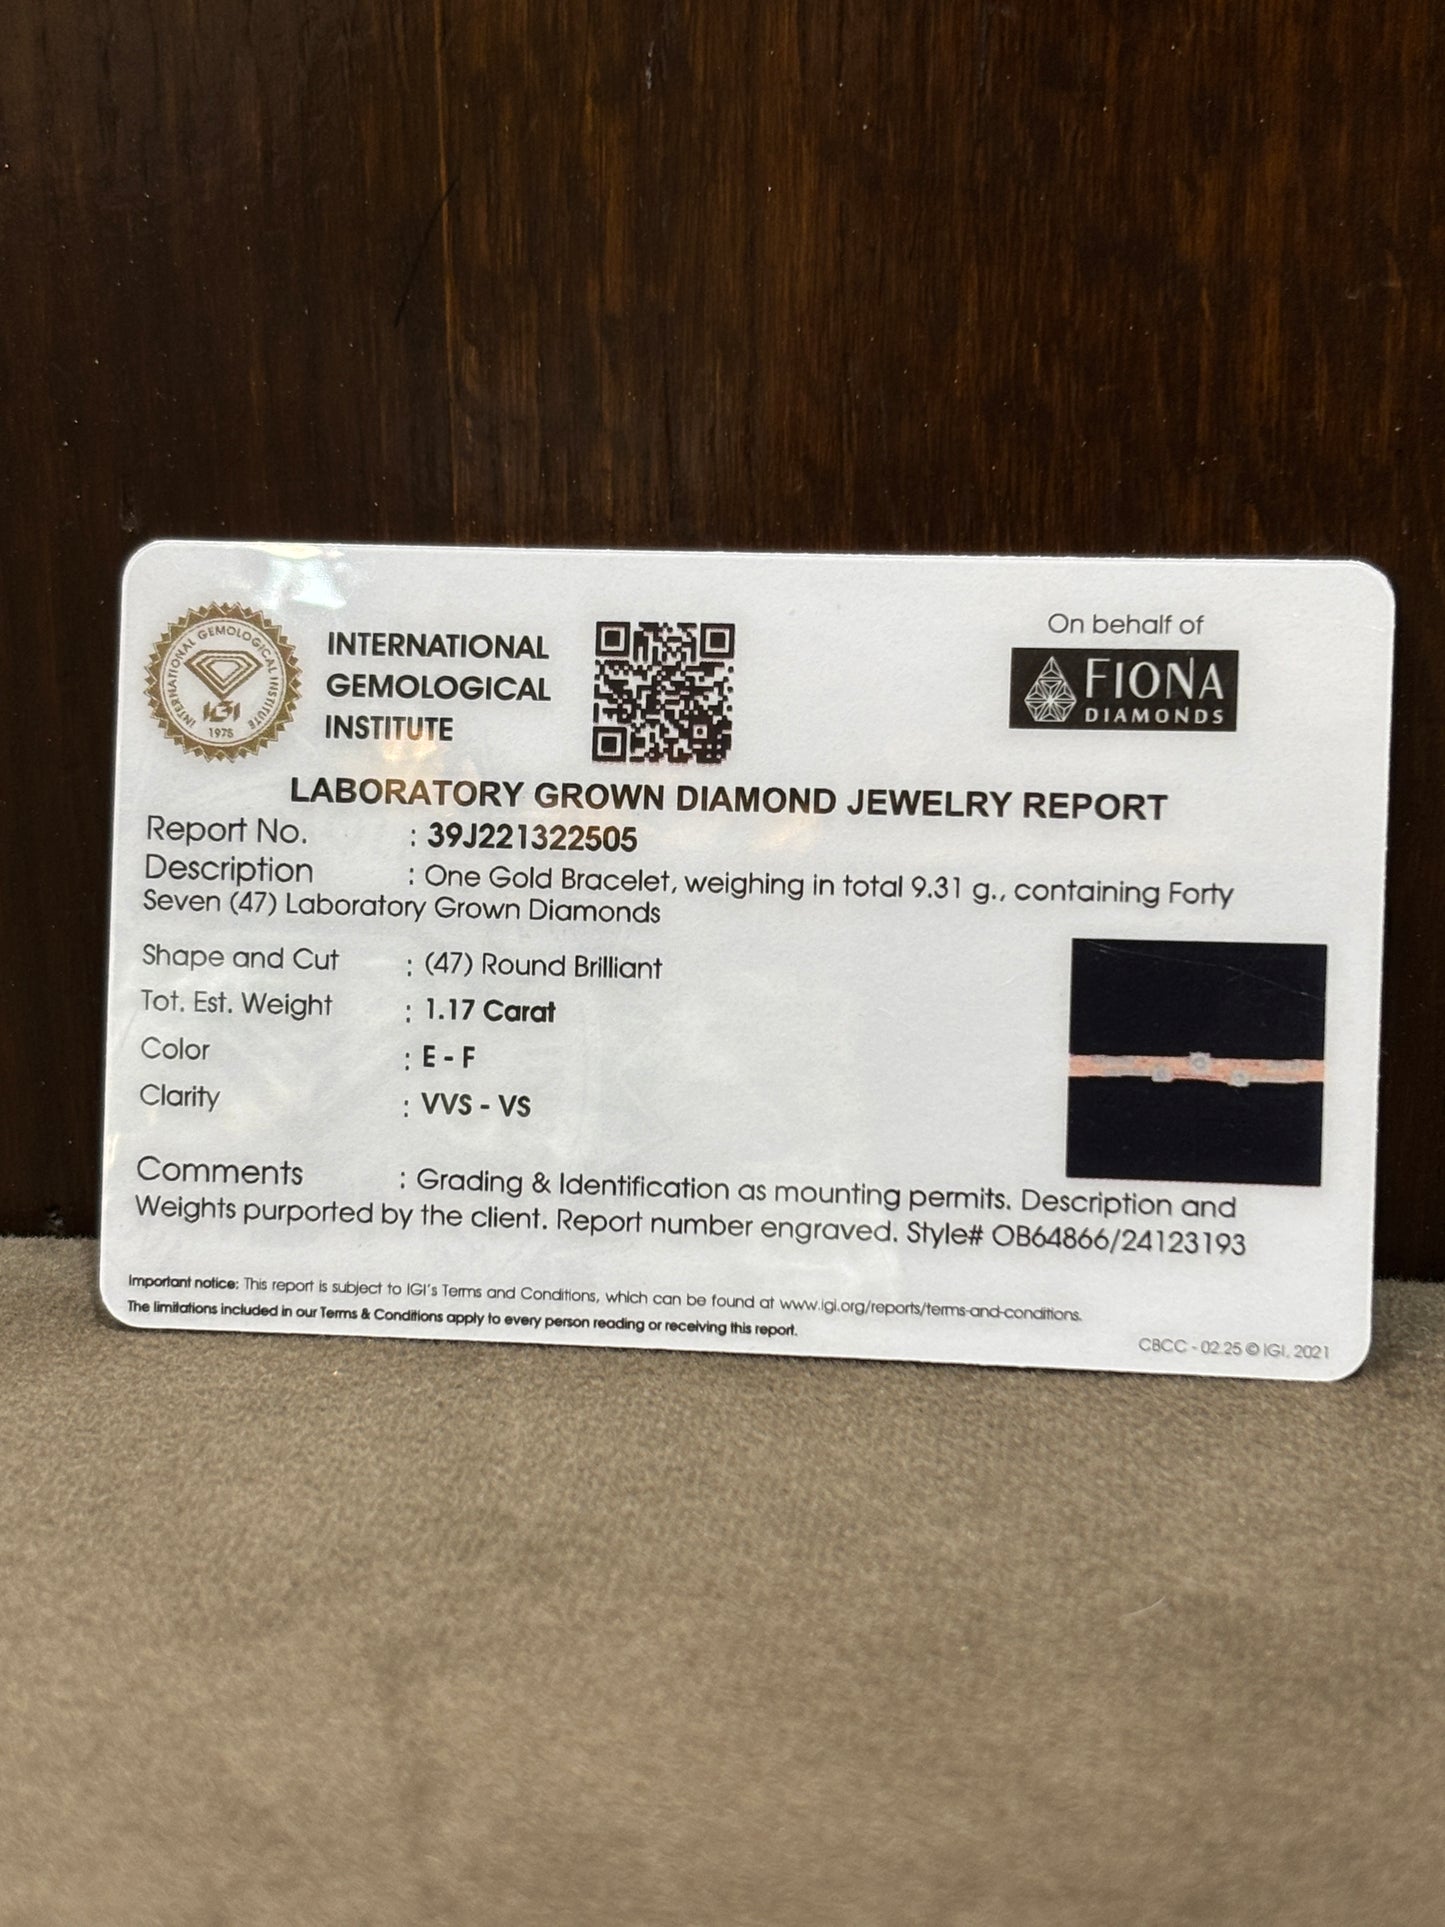 INTERNATIONAL GEMOLOGICAL INSTITUTE
IGI
1975
INTERNATIONAL
GEMOLOGICAL
INSTITUTE
On behalf of
FIONA
DIAMONDS
LABORATORY GROWN DIAMOND JEWELRY REPORT
Report No. : 39J221322505
Description : One Gold Bracelet, weighing in total 9.31 g., containing Forty
Seven (47) Laboratory Grown Diamonds
Shape and Cut : (47) Round Brilliant
Tot. Est. Weight : 1.17 Carat
Color : E - F
Clarity : VVS - VS
Comments : Grading & Identification as mounting permits. Description and
Weights purported by the client. Report number engraved. Style# OB64866/24123193
Important notice: This report is subject to IGI's Terms and Conditions, which can be found at www.igi.org/reports/terms-and-conditions.
The limitations included in our Terms & Conditions apply to every person reading or receiving this report.
CBCC - 02.25 © IGI, 2021